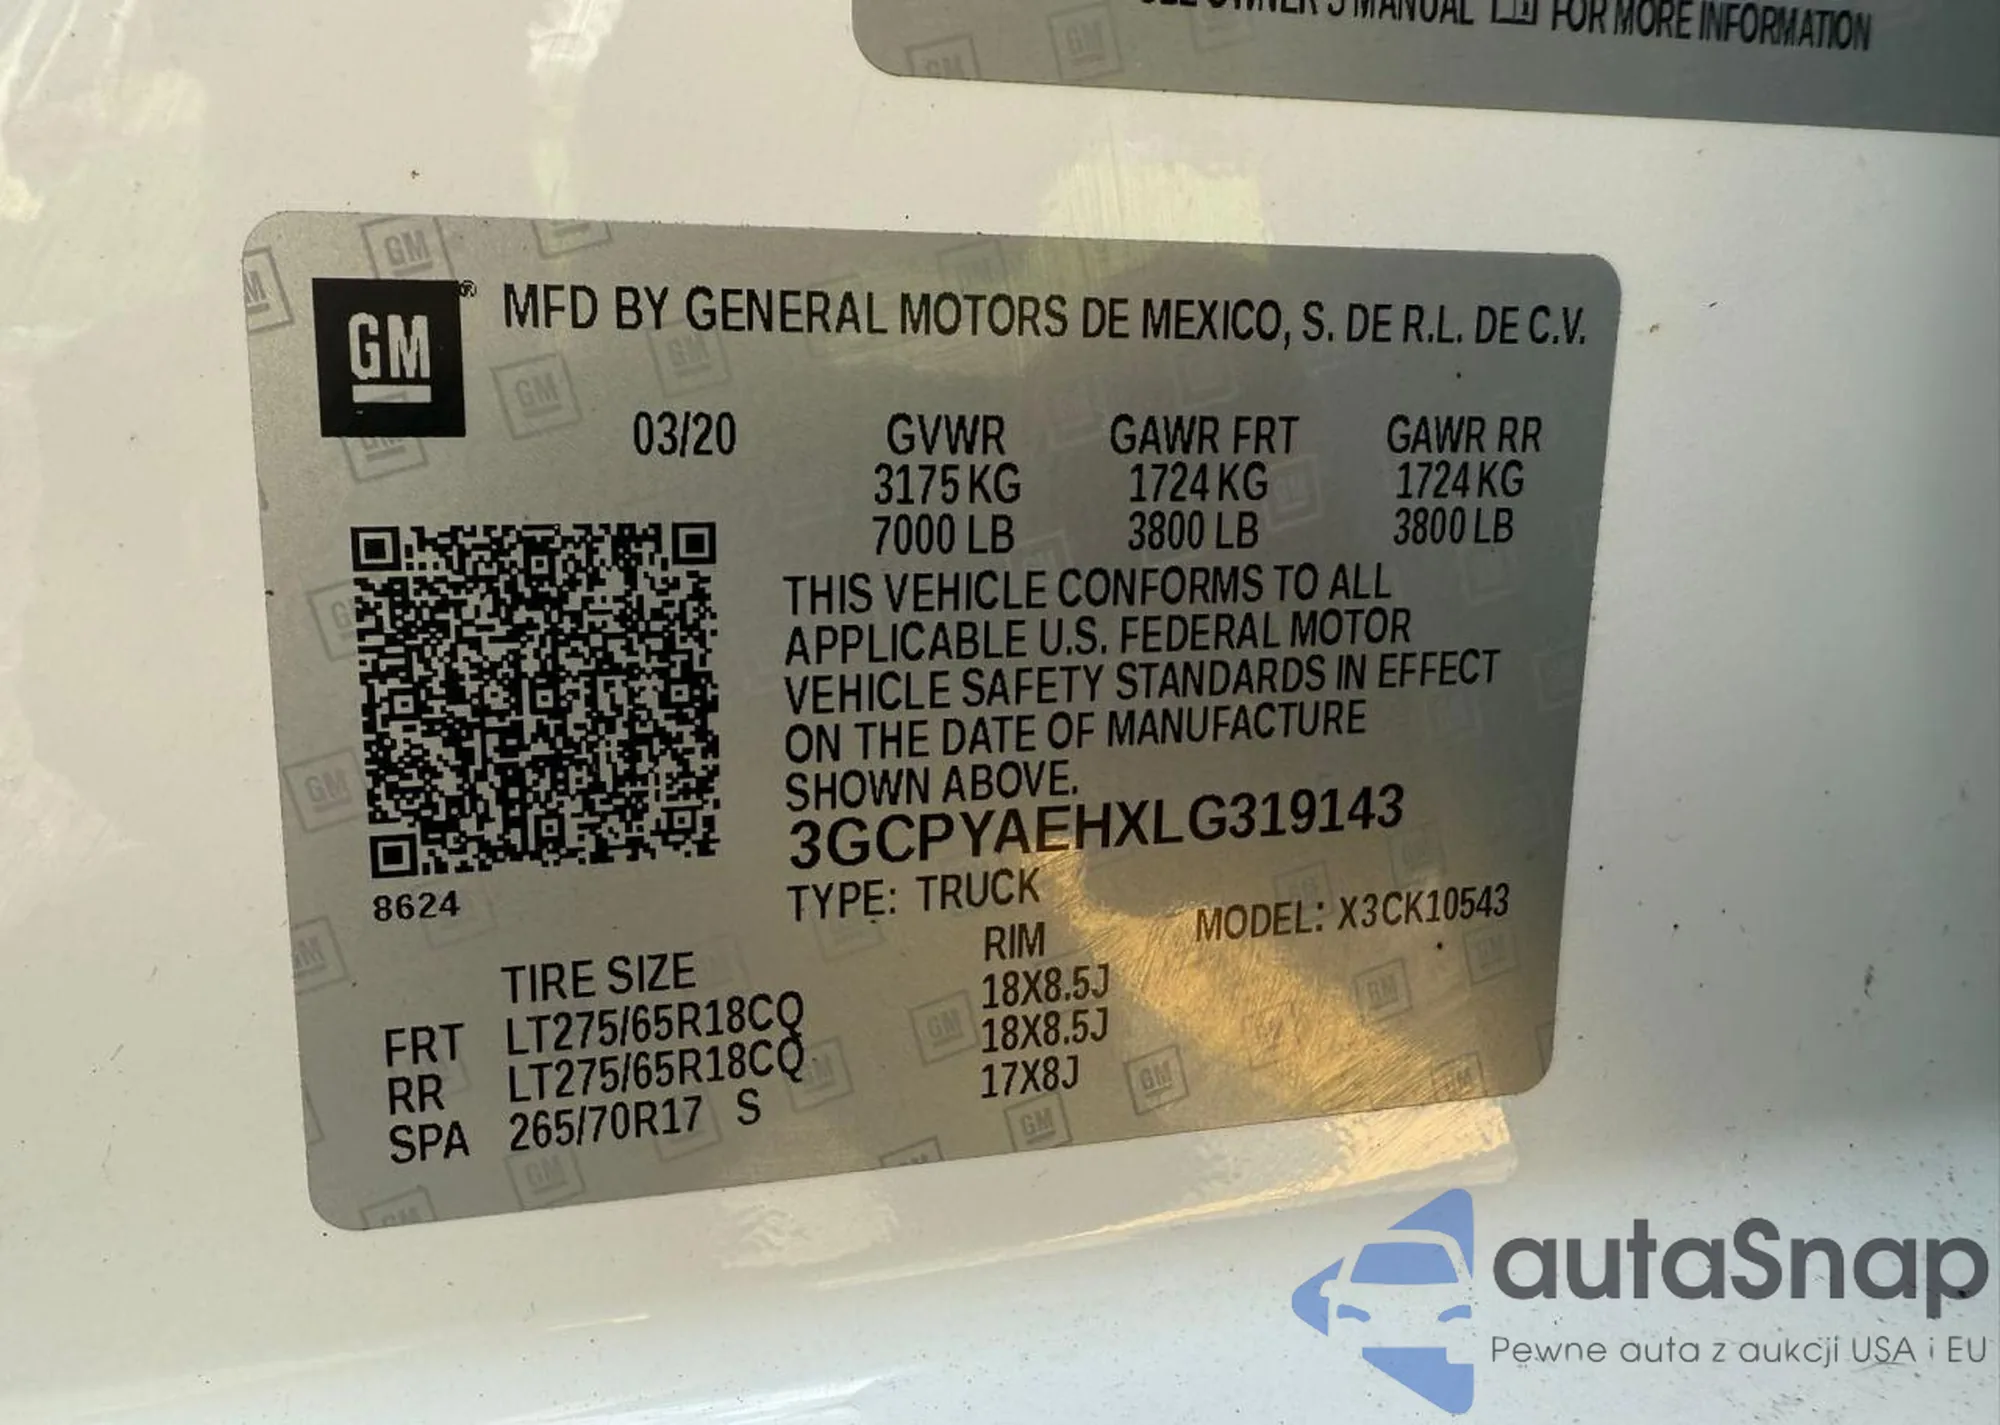 OWNER'S MANUAL FOR MORE INFORMATION
GM ® MFD BY GENERAL MOTORS DE MEXICO, S. DE R.L. DE C.V.
03/20 GVWR GAWR FRT GAWR RR
3175 KG 1724 KG 1724 KG
7000 LB 3800 LB 3800 LB
THIS VEHICLE CONFORMS TO ALL
APPLICABLE U.S. FEDERAL MOTOR
VEHICLE SAFETY STANDARDS IN EFFECT
ON THE DATE OF MANUFACTURE
SHOWN ABOVE.
3GCPYAEHXLG319143
8624
TYPE: TRUCK MODEL: X3CK10543
TIRE SIZE RIM
FRT LT275/65R18CQ 18X8.5J
RR LT275/65R18CQ 18X8.5J
SPA 265/70R17 S 17X8J
autaSnap
Pewne auta z aukcji USA i EU